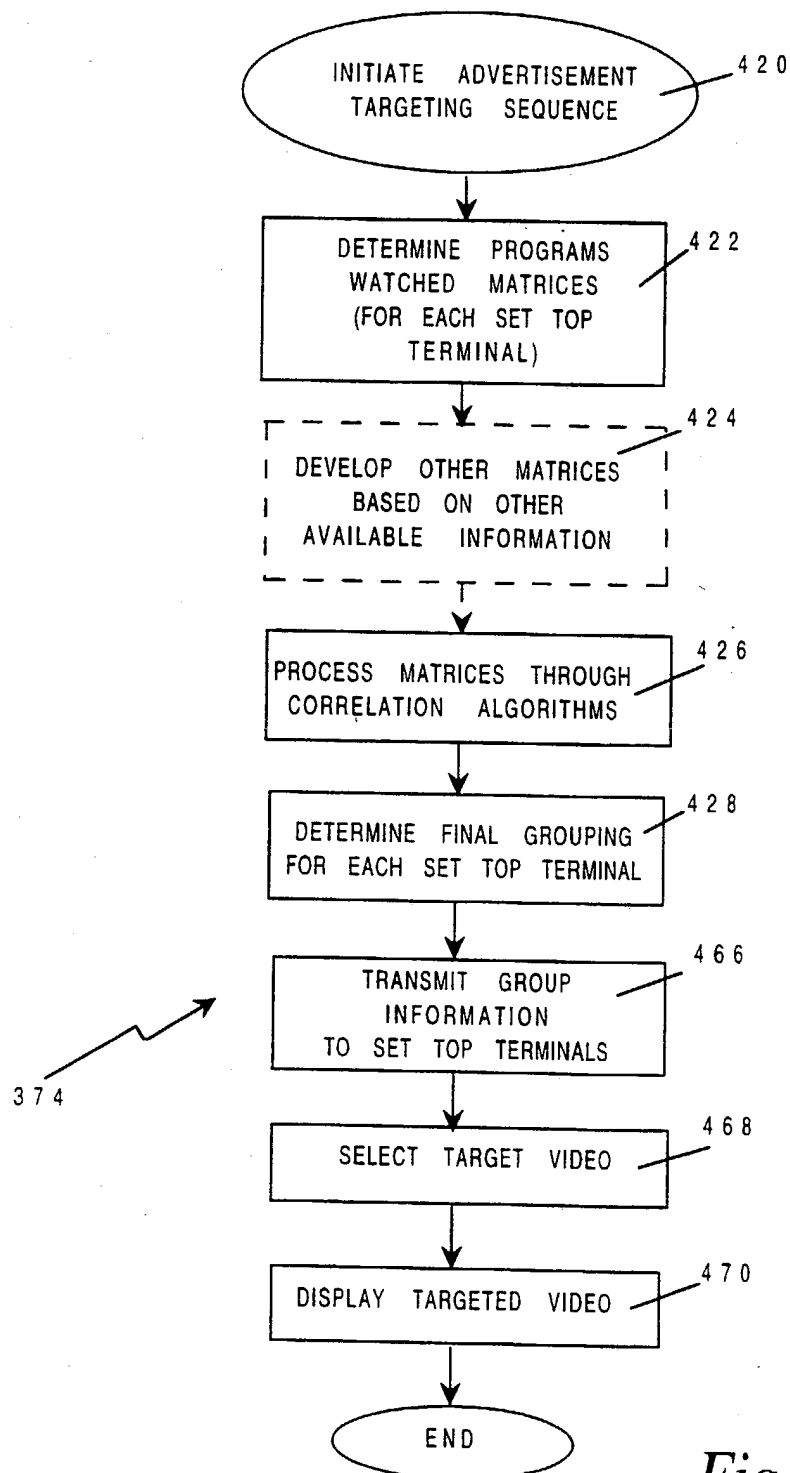 INITIATE ADVERTISEMENT
TARGETING SEQUENCE
420
DETERMINE PROGRAMS
WATCHED MATRICES
(FOR EACH SET TOP
TERMINAL)
422
DEVELOP OTHER MATRICES
BASED ON OTHER
AVAILABLE INFORMATION
424
PROCESS MATRICES THROUGH
CORRELATION ALGORITHMS
426
DETERMINE FINAL GROUPING
FOR EACH SET TOP TERMINAL
428
TRANSMIT GROUP
INFORMATION
TO SET TOP TERMINALS
466
374
SELECT TARGET VIDEO
468
DISPLAY TARGETED VIDEO
470
END